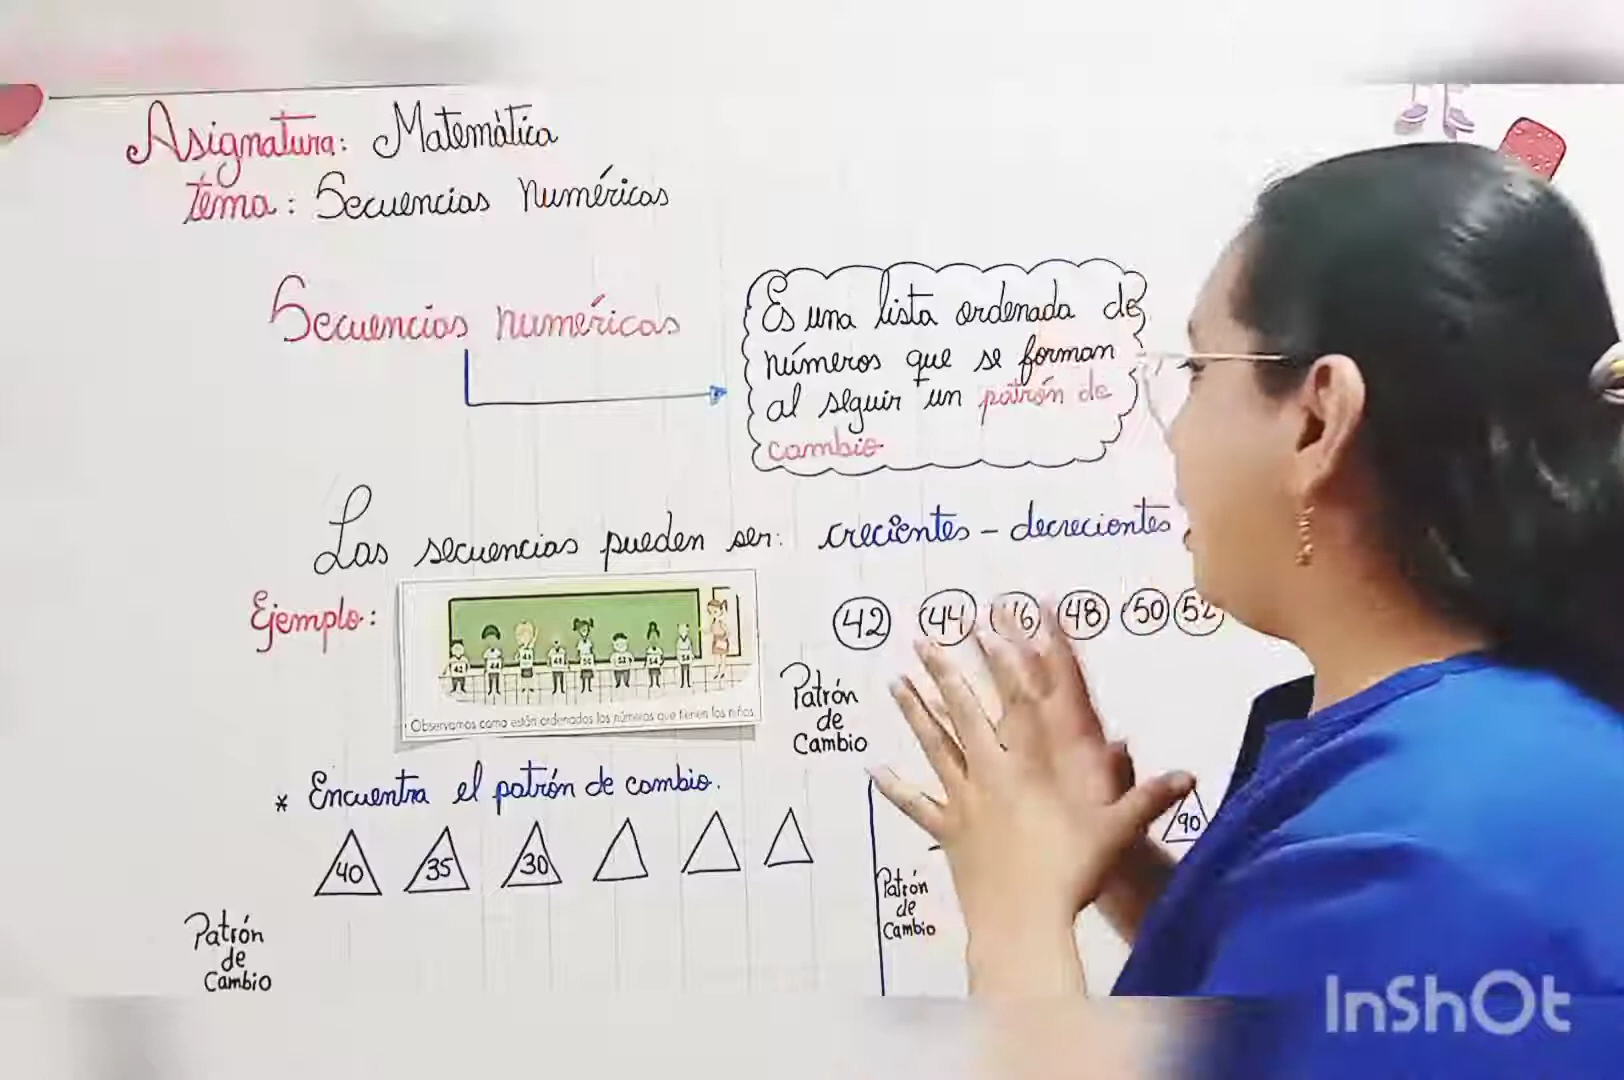 Asignatura: Matemática
tema: Secuencias numéricas
Secuencias numéricas
Es una lista ordenada de
números que se forman
al seguir un patrón de
cambio
Las secuencias pueden ser: crecientes - decrecientes
Ejemplo:
42 44 48 50 52
Observamos como están ordenados los números que tienen los niños
Patrón
de
Cambio
* Encuentra el patrón de cambio.
40 35 30
90
Patrón
de
Cambio
Patrón
de
Cambio
InShOt